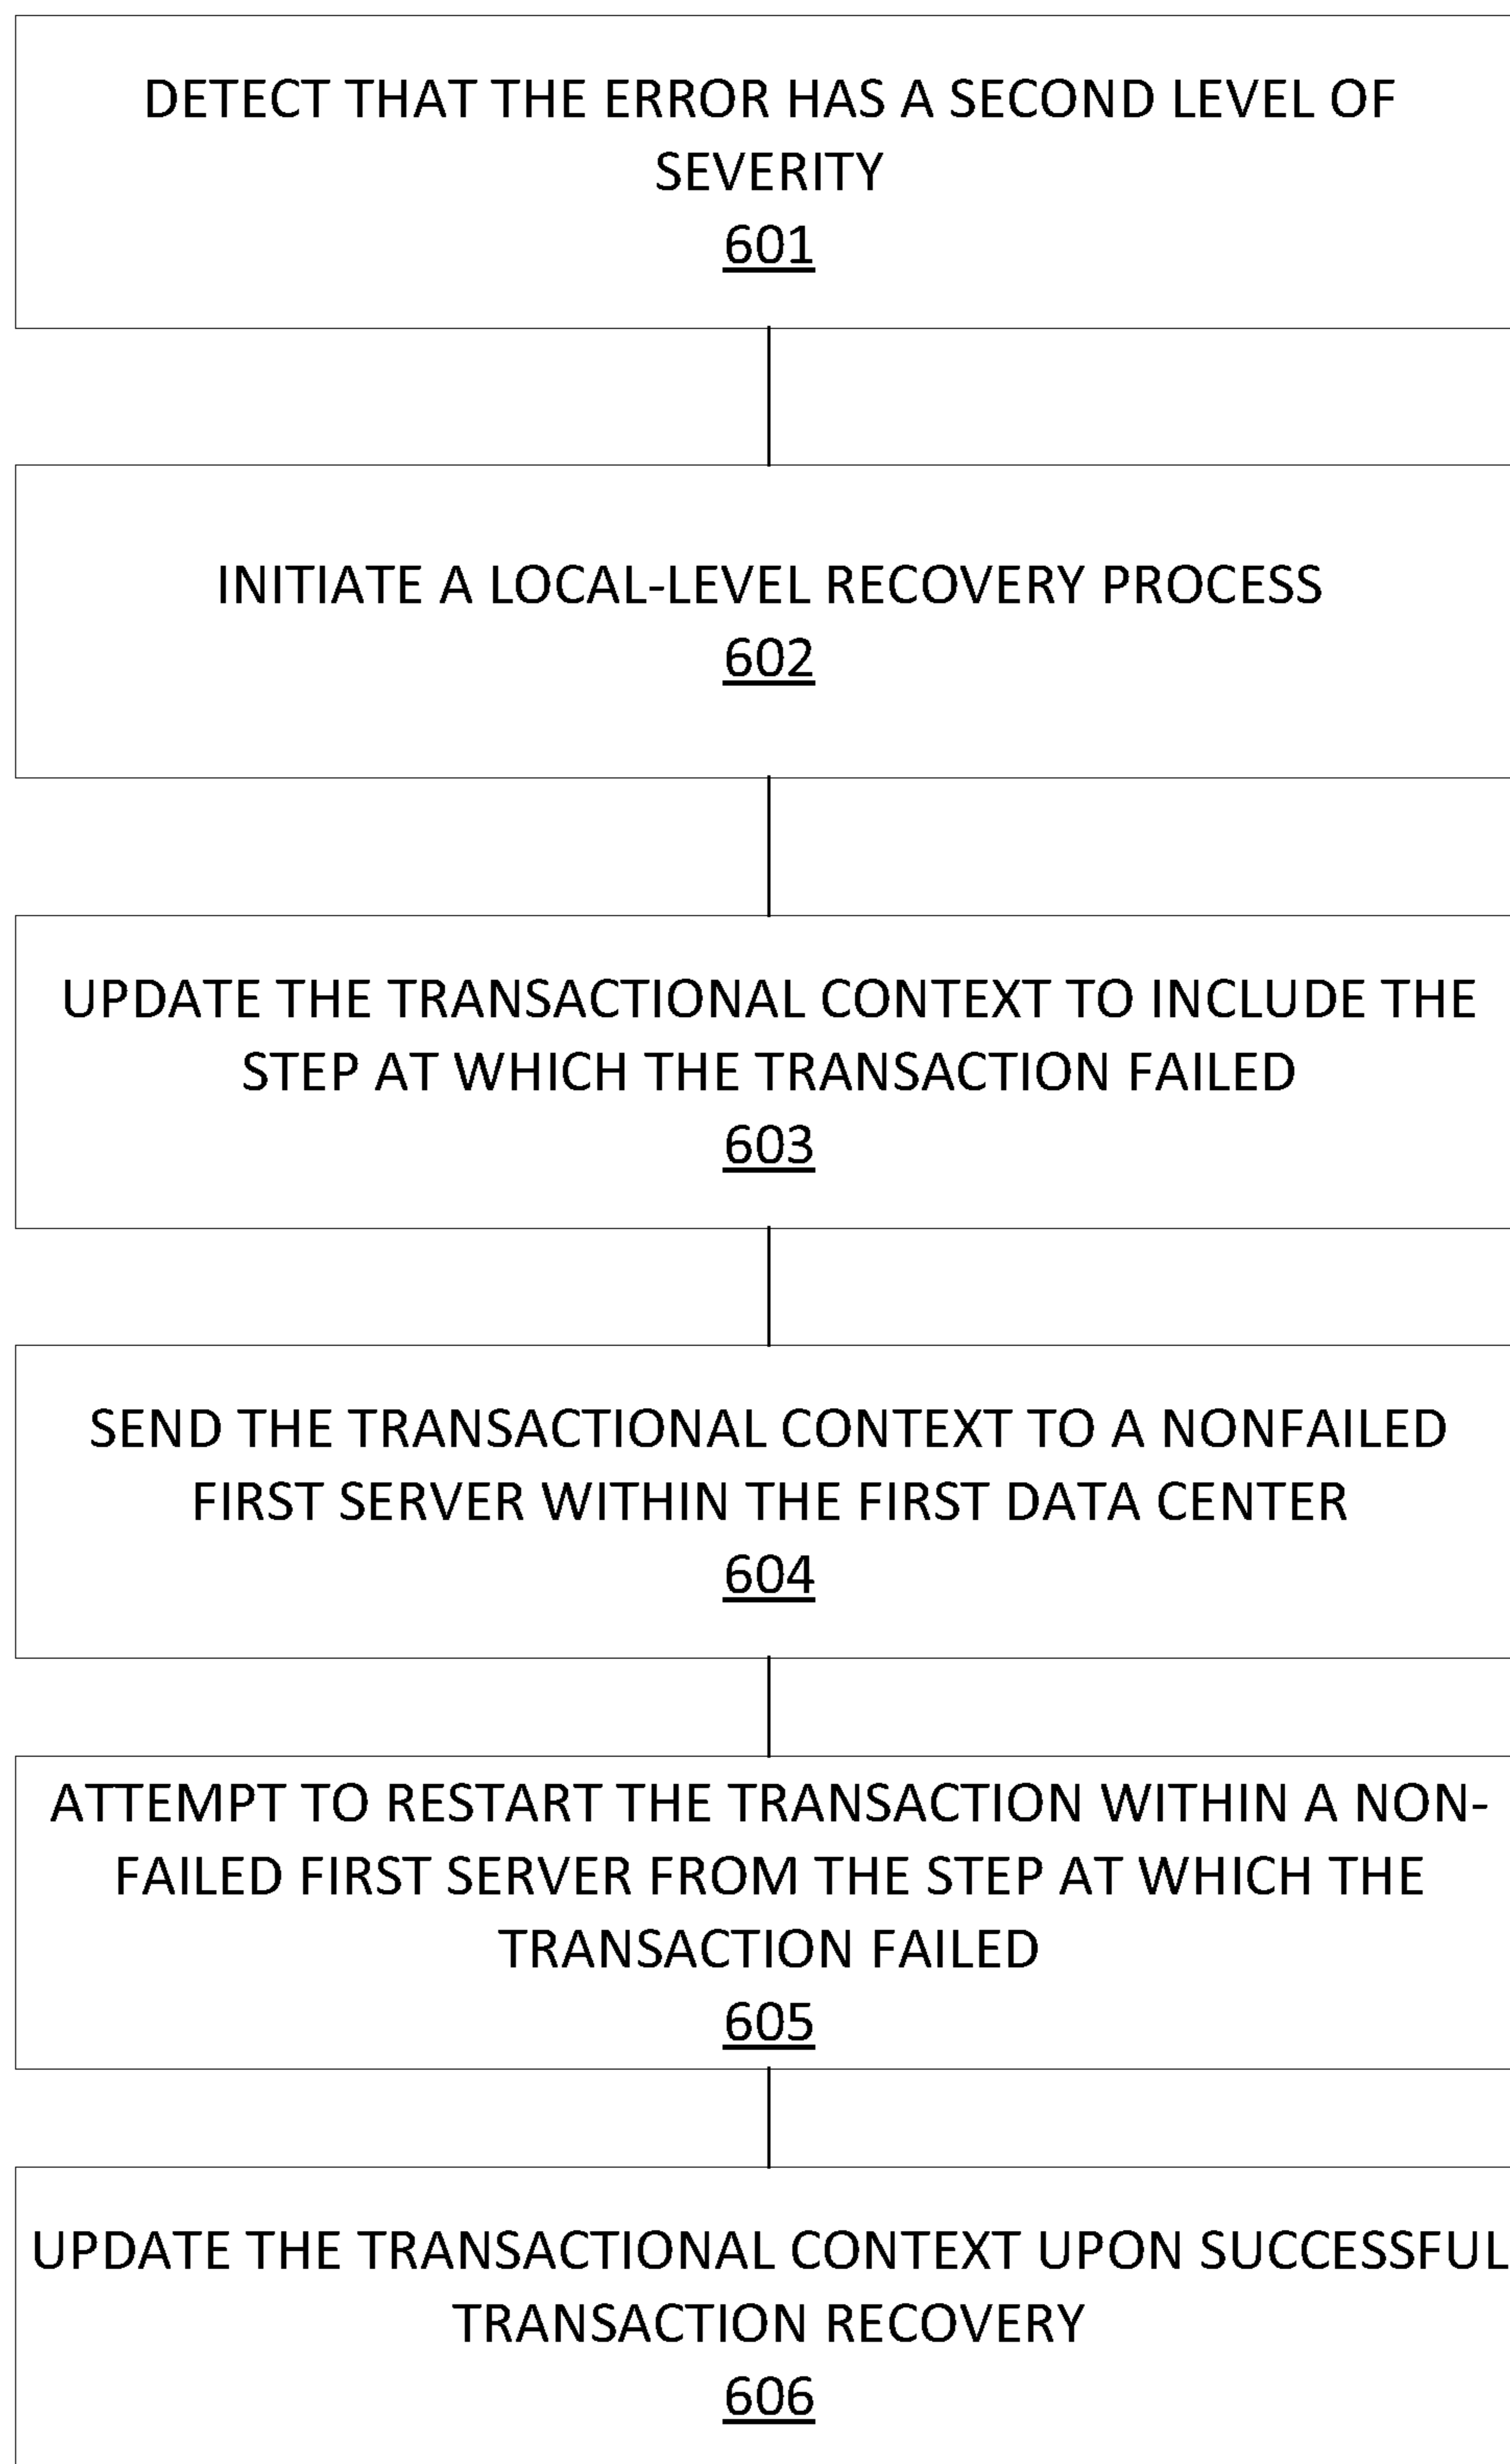 DETECT THAT THE ERROR HAS A SECOND LEVEL OF
SEVERITY
601
INITIATE A LOCAL-LEVEL RECOVERY PROCESS
602
UPDATE THE TRANSACTIONAL CONTEXT TO INCLUDE THE
STEP AT WHICH THE TRANSACTION FAILED
603
SEND THE TRANSACTIONAL CONTEXT TO A NONFAILED
FIRST SERVER WITHIN THE FIRST DATA CENTER
604
ATTEMPT TO RESTART THE TRANSACTION WITHIN A NON-
FAILED FIRST SERVER FROM THE STEP AT WHICH THE
TRANSACTION FAILED
605
UPDATE THE TRANSACTIONAL CONTEXT UPON SUCCESSFUL
TRANSACTION RECOVERY
606